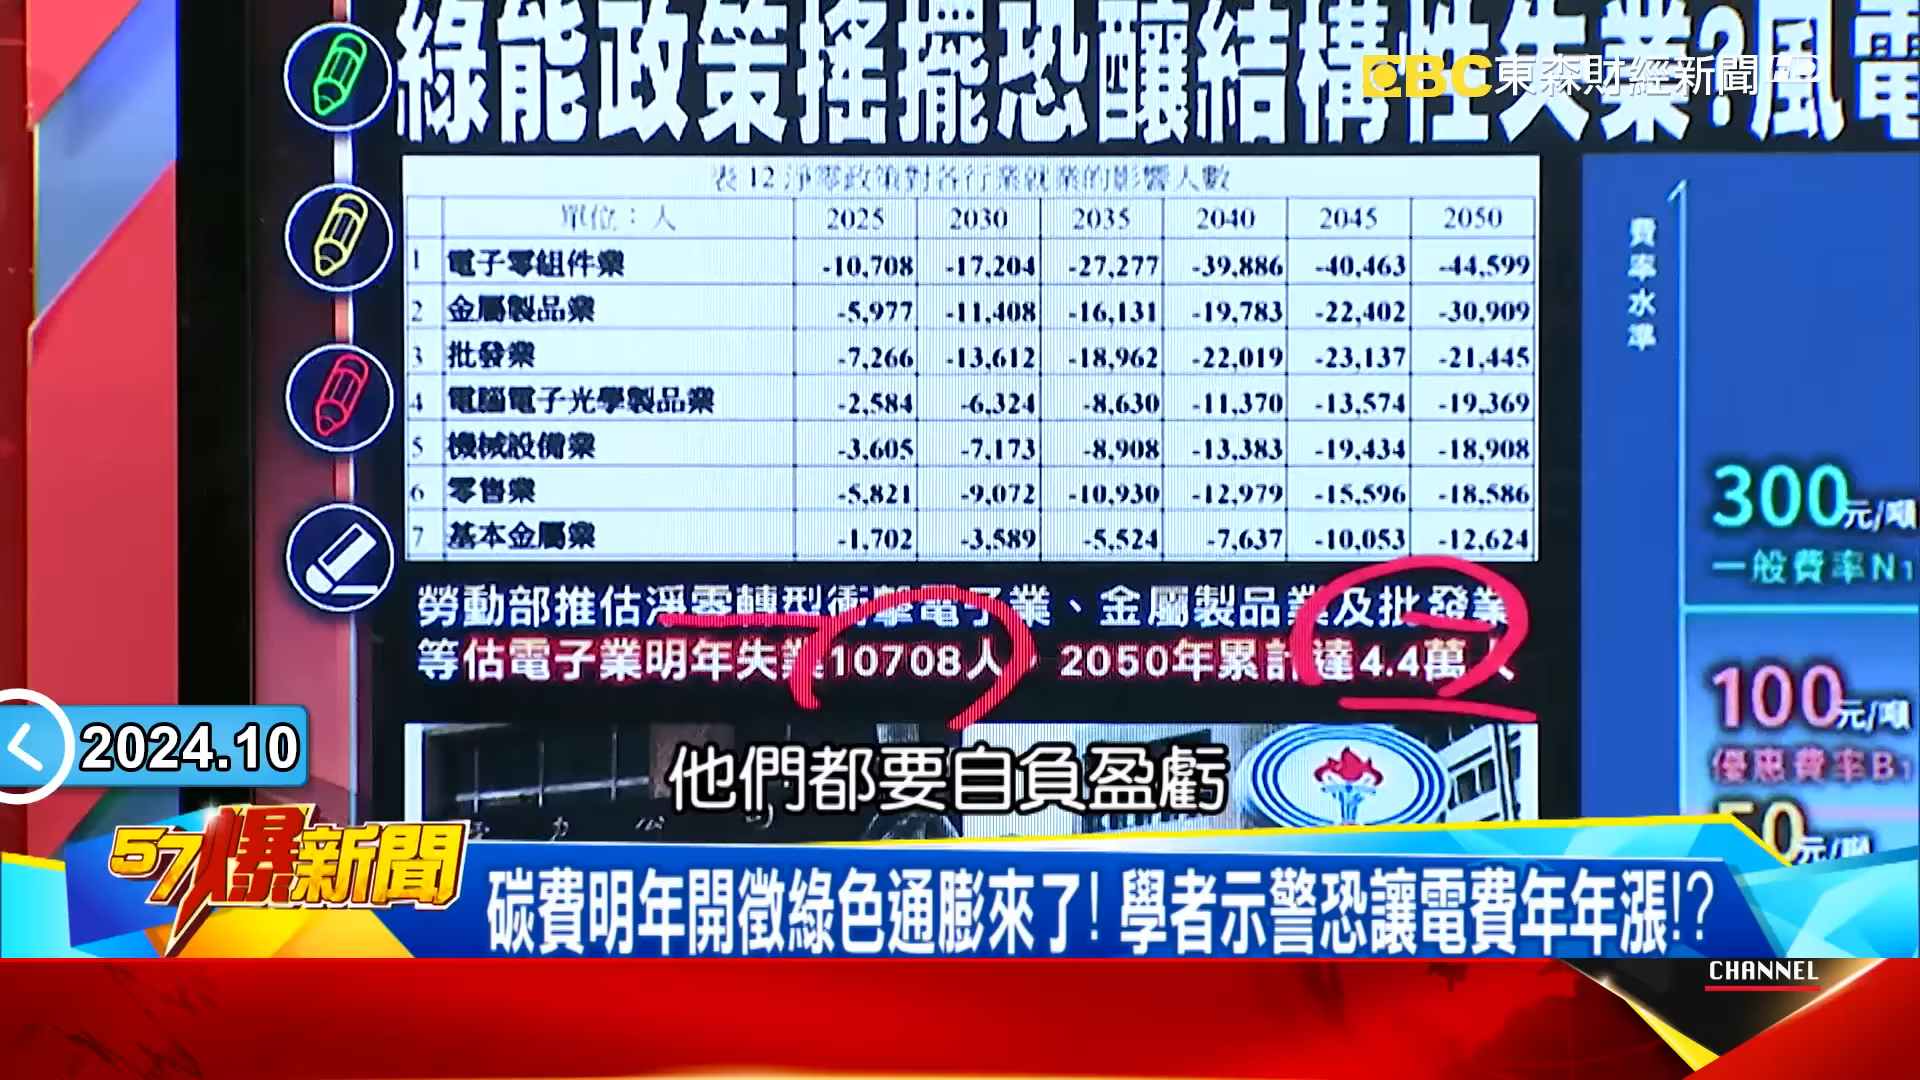 綠能政策搖擺恐釀結構性失業?風電
EBC 東森財經新聞
表 12 淨零政策對各行業就業的影響人數
單位：人 2025 2030 2035 2040 2045 2050
1 電子零組件業 -10,708 -17,204 -27,277 -39,886 -40,463 -44,599
2 金屬製品業 -5,977 -11,408 -16,131 -19,783 -22,402 -30,909
3 批發業 -7,266 -13,612 -18,962 -22,019 -23,137 -21,445
4 電腦電子光學製品業 -2,584 -6,324 -8,630 -11,370 -13,574 -19,369
5 機械設備業 -3,605 -7,173 -8,908 -13,383 -19,434 -18,908
6 零售業 -5,821 -9,072 -10,930 -12,979 -15,596 -18,586
7 基本金屬業 -1,702 -3,589 -5,524 -7,637 -10,053 -12,624
勞動部推估淨零轉型衝擊電子業、金屬製品業及批發業
等估電子業明年失業10708人，2050年累計達4.4萬人
費率水準
300元/噸
一般費率N1
100元/噸
優惠費率B1
50元/噸
2024.10
他們都要自負盈虧
57爆新聞
碳費明年開徵綠色通膨來了! 學者示警恐讓電費年年漲!?
CHANNEL